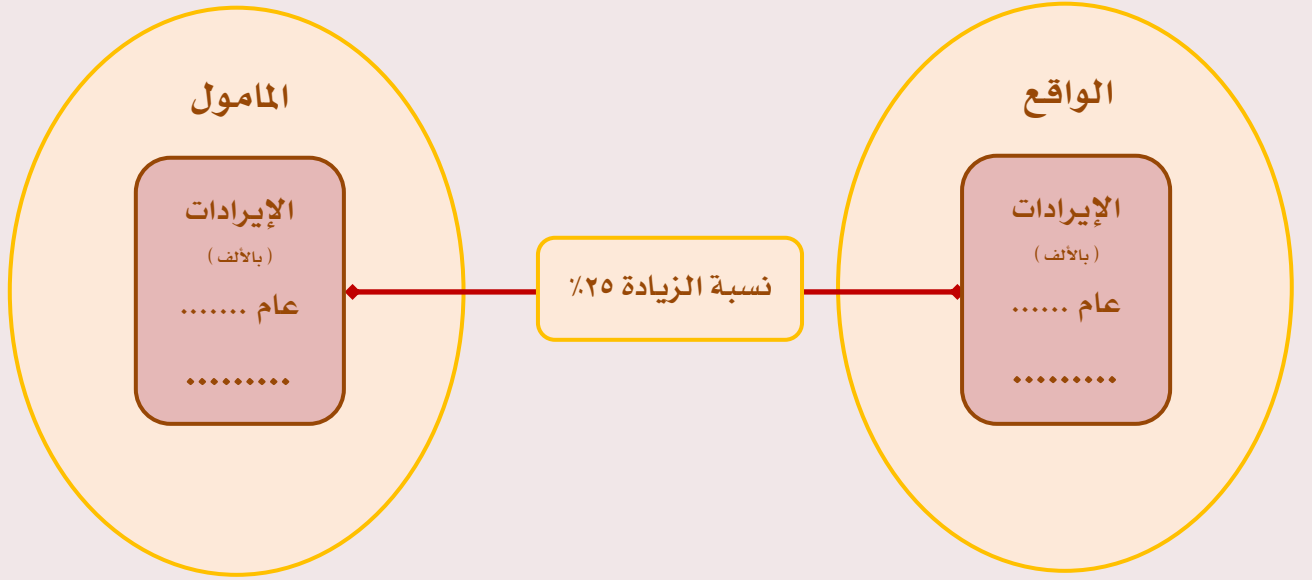 الواقع
الإيرادات
( بالألف )
عام ......
.........
نسبة الزيادة ٢٥٪
المامول
الإيرادات
( بالألف )
عام .......
.........